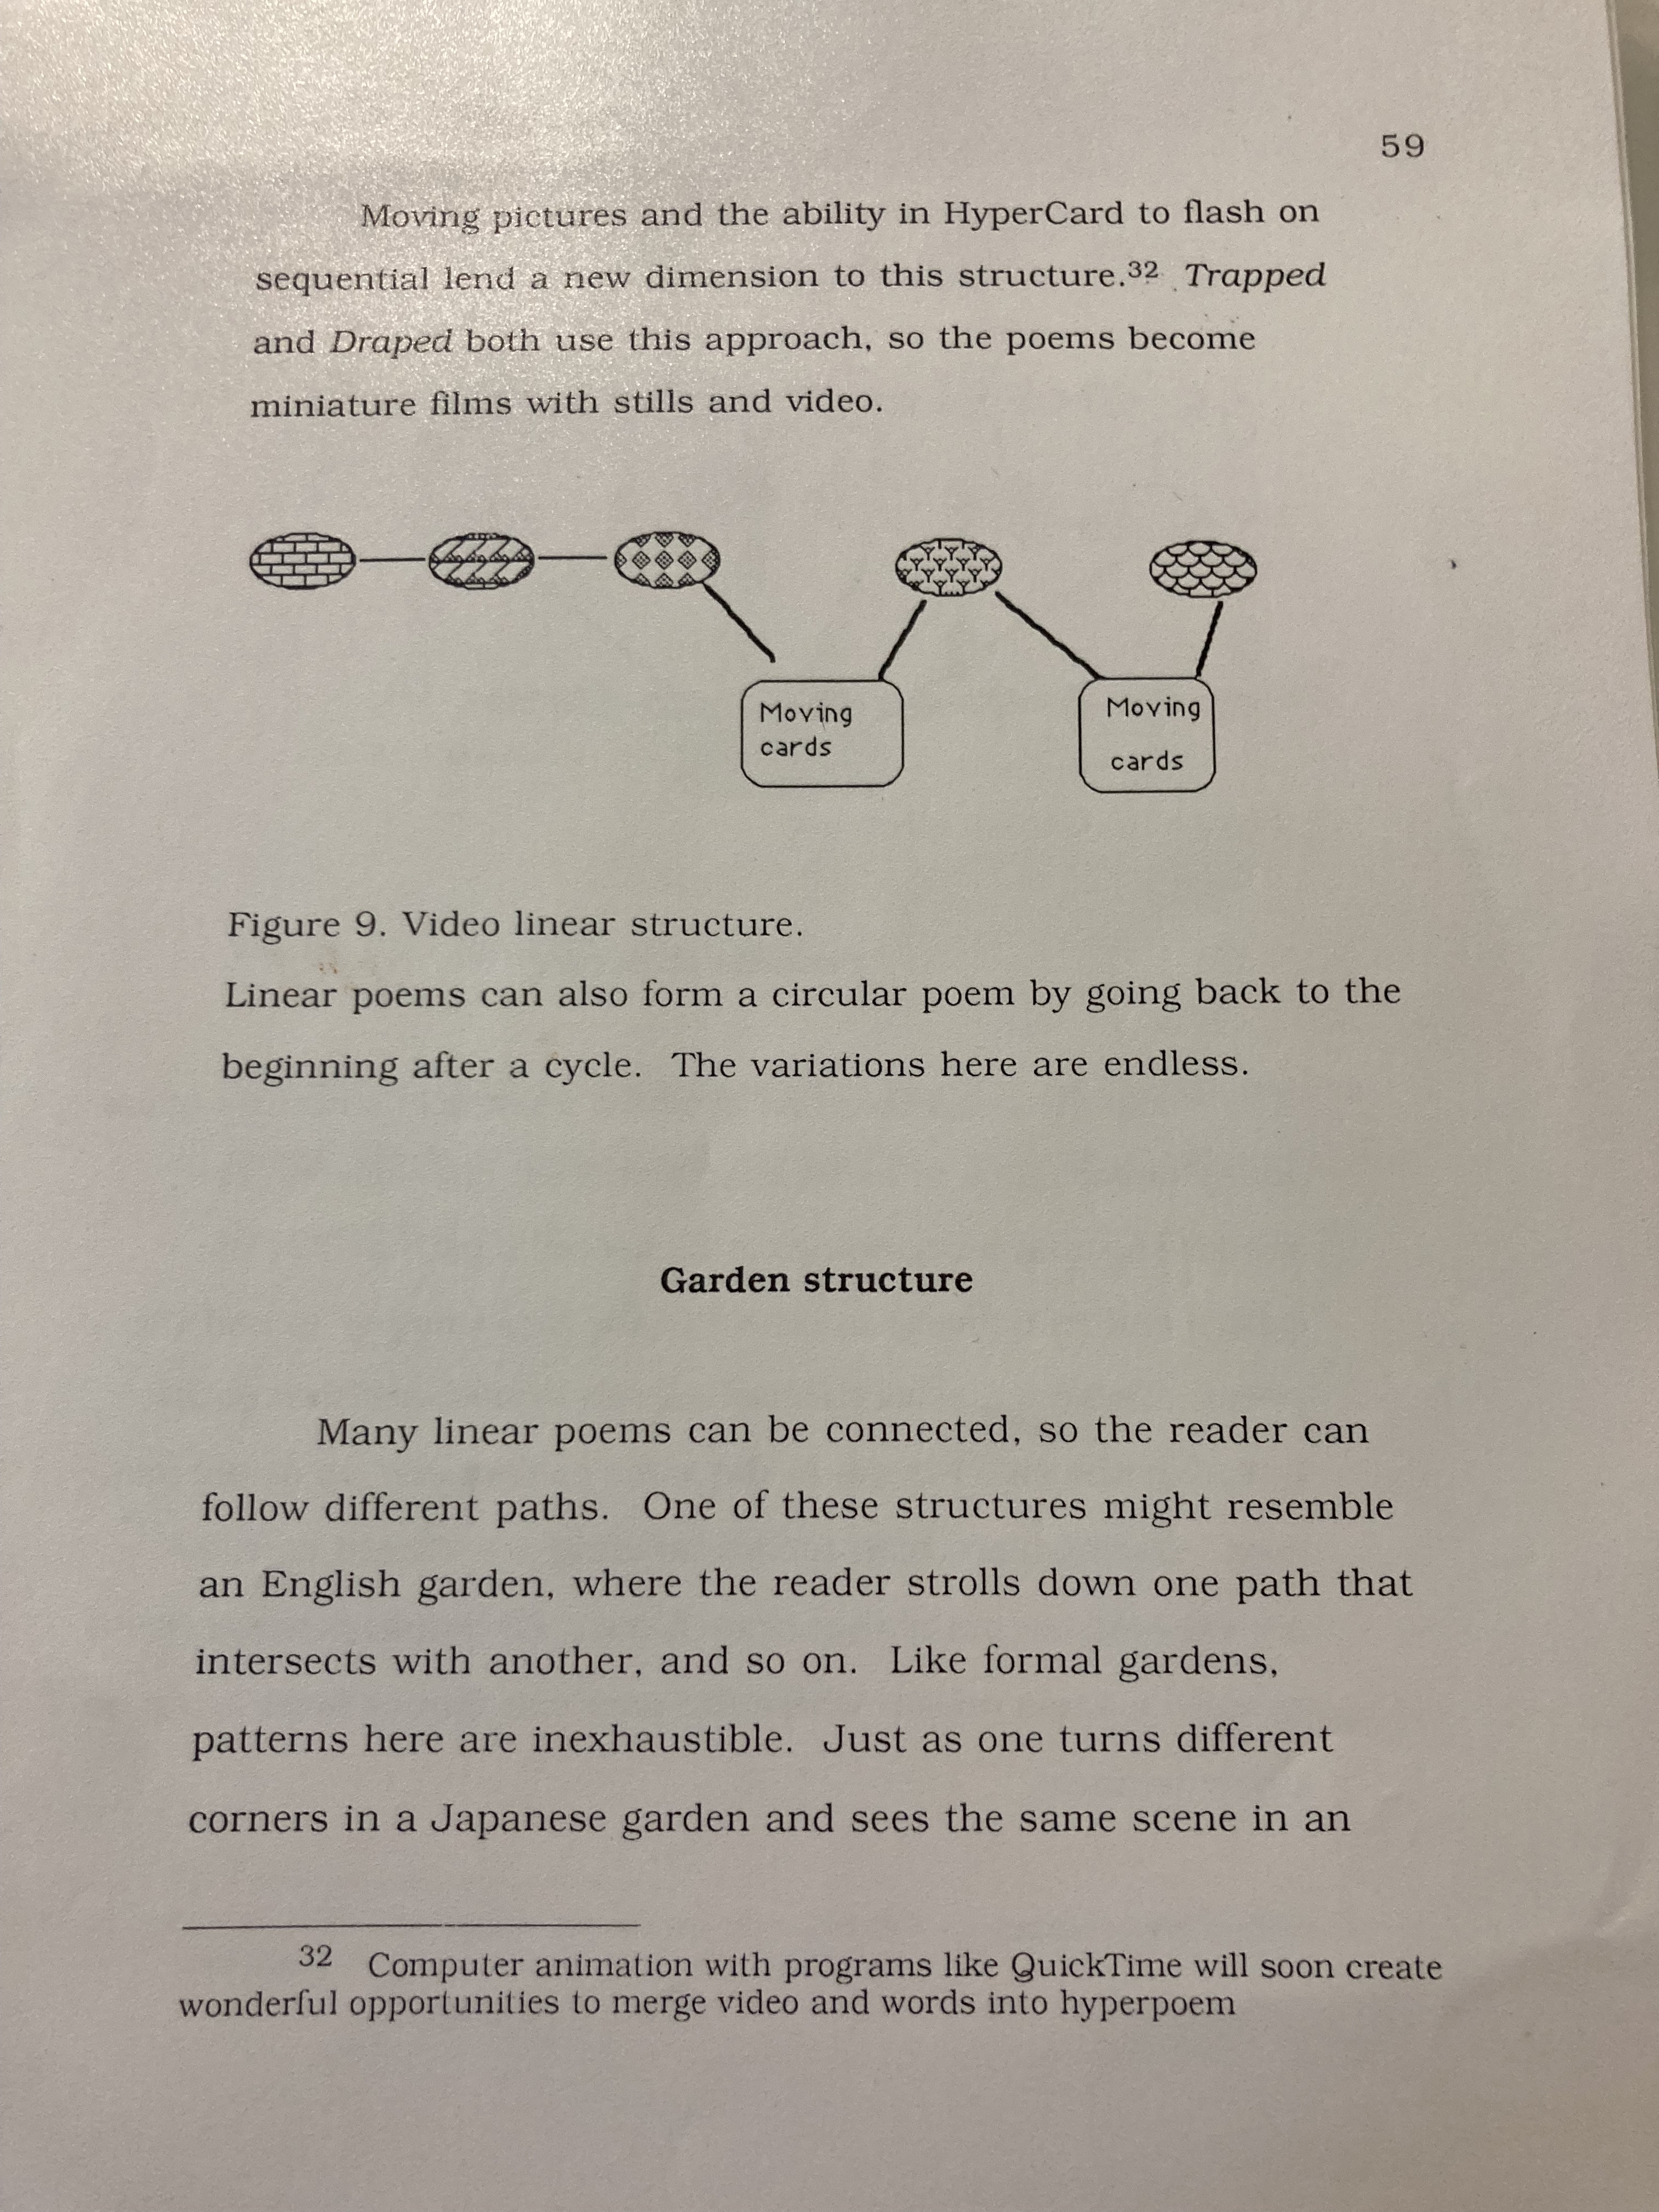 59
Moving pictures and the ability in HyperCard to flash on
sequential lend a new dimension to this structure.32 Trapped
and Draped both use this approach, so the poems become
miniature films with stills and video.
Moving
cards
Moving
cards
Figure 9. Video linear structure.
Linear poems can also form a circular poem by going back to the
beginning after a cycle. The variations here are endless.
Garden structure
Many linear poems can be connected, so the reader can
follow different paths. One of these structures might resemble
an English garden, where the reader strolls down one path that
intersects with another, and so on. Like formal gardens,
patterns here are inexhaustible. Just as one turns different
corners in a Japanese garden and sees the same scene in an
32 Computer animation with programs like QuickTime will soon create
wonderful opportunities to merge video and words into hyperpoem